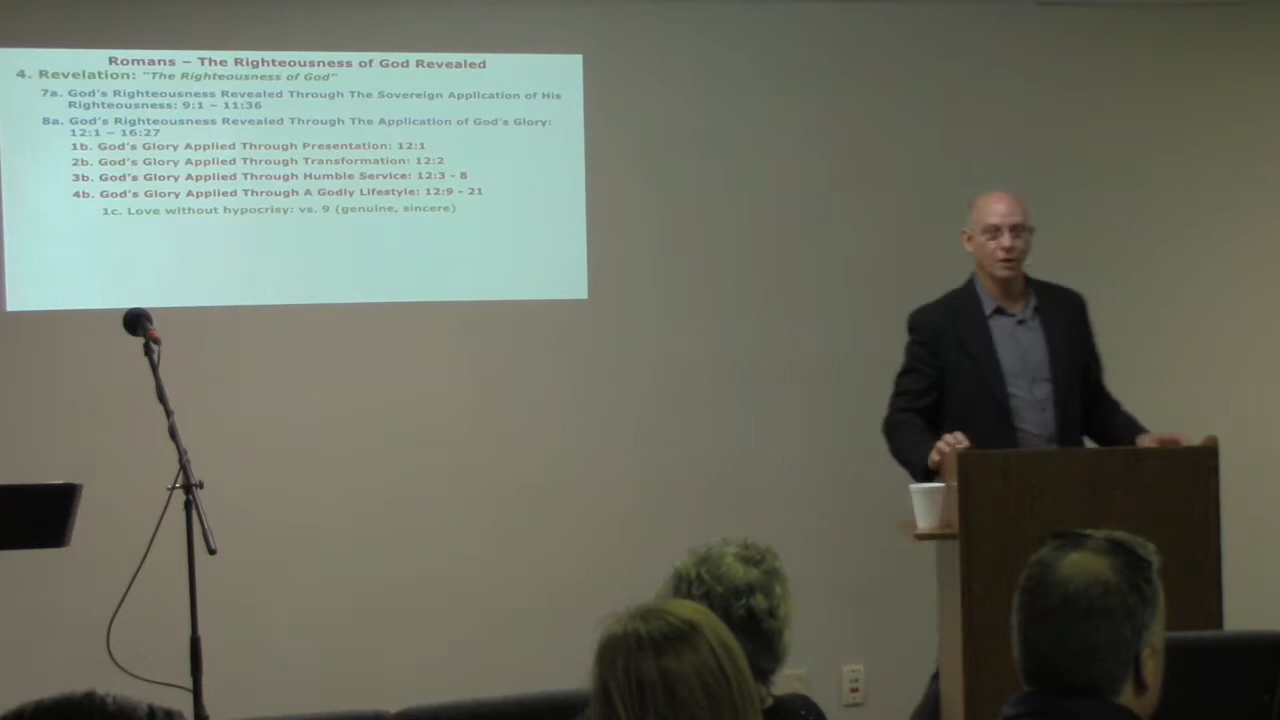 Romans – The Righteousness of God Revealed
4. Revelation: "The Righteousness of God"
7a. God's Righteousness Revealed Through The Sovereign Application of His
Righteousness: 9:1 – 11:36
8a. God's Righteousness Revealed Through The Application of God's Glory:
12:1 – 16:27
1b. God's Glory Applied Through Presentation: 12:1
2b. God's Glory Applied Through Transformation: 12:2
3b. God's Glory Applied Through Humble Service: 12:3 - 8
4b. God's Glory Applied Through A Godly Lifestyle: 12:9 - 21
1c. Love without hypocrisy: vs. 9 (genuine, sincere)